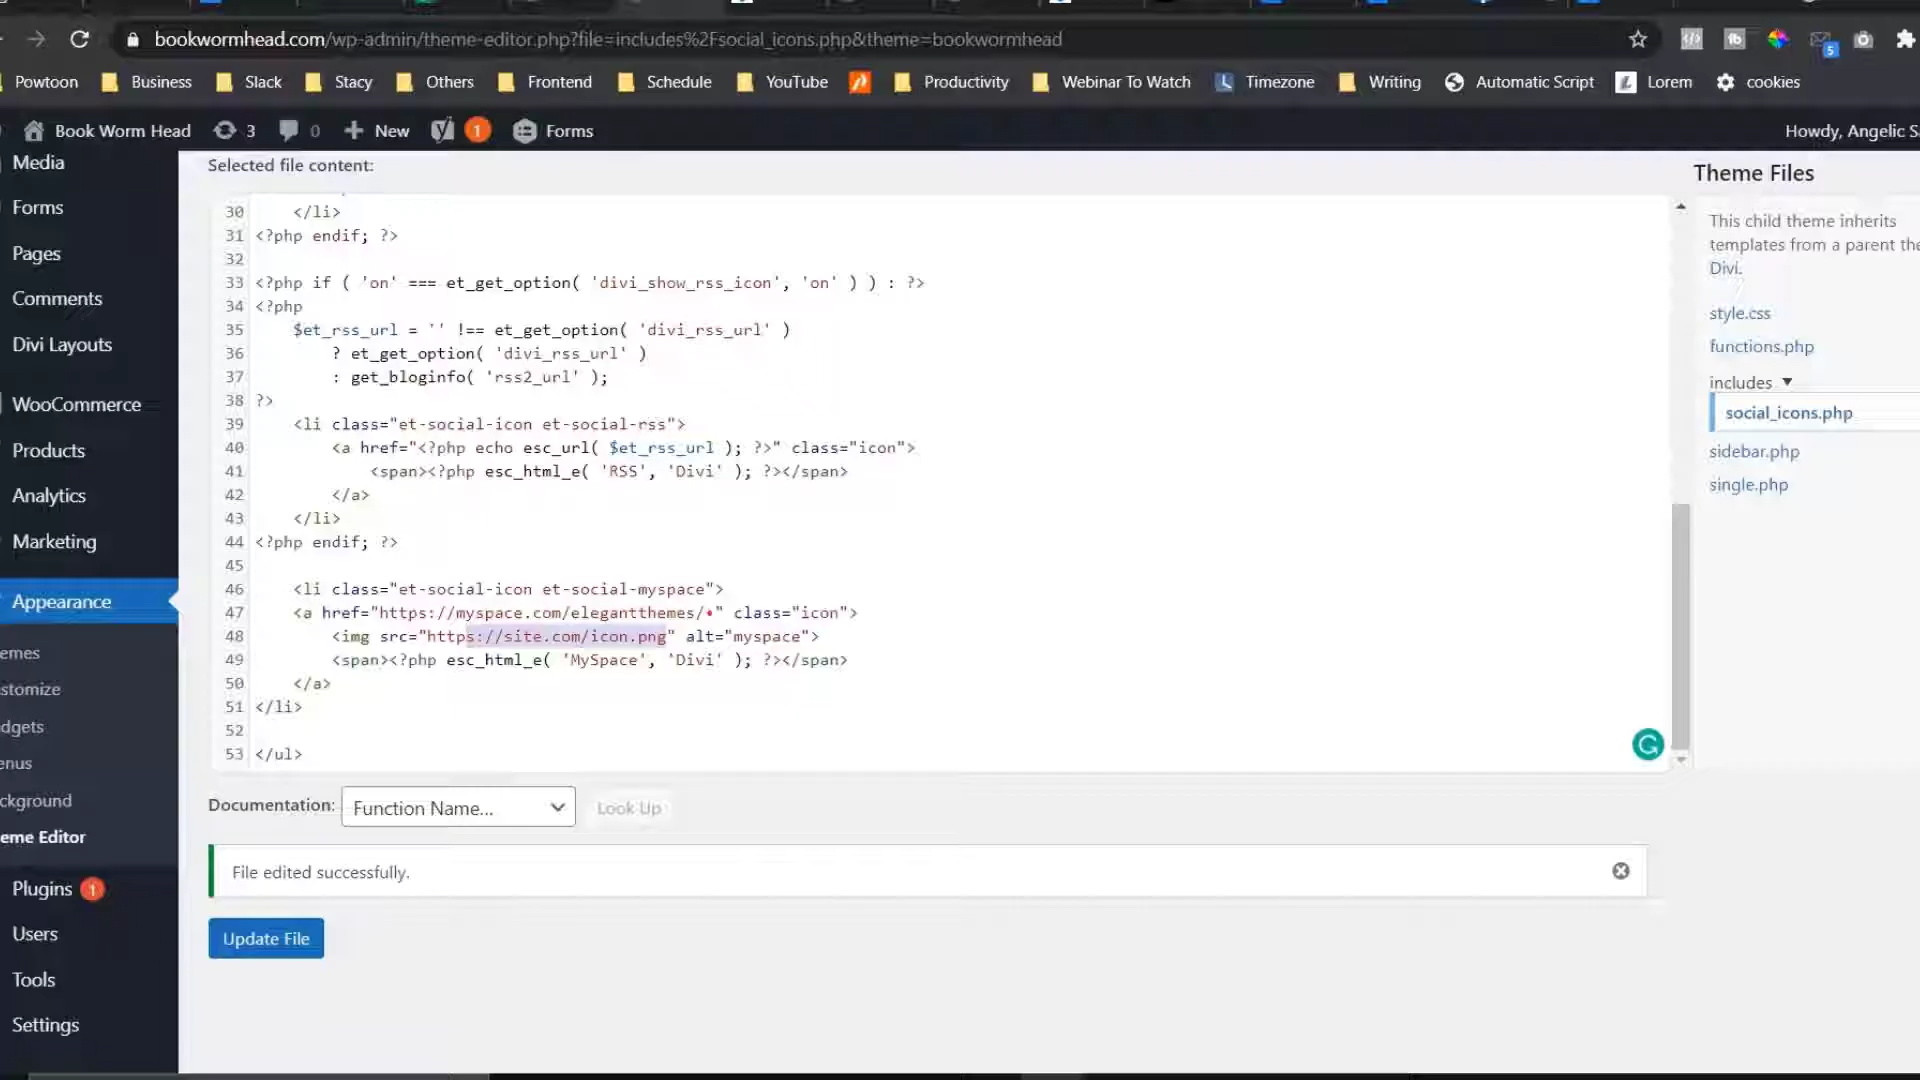 bookwormhead.com/wp-admin/theme-editor.php?file=includes%2Fsocial_icons.php&theme=bookwormhead
5
Powtoon Business Slack Stacy Others Frontend Schedule YouTube Productivity Webinar To Watch Timezone Writing Automatic Script Lorem cookies
Book Worm Head 3 0 New 1 Forms Howdy, Angelic
Media
Forms
Pages
Comments
Divi Layouts
WooCommerce
Products
Analytics
Marketing
Appearance
emes
stomize
dgets
enus
ckground
eme Editor
Plugins 1
Users
Tools
Settings
Selected file content:
30 </li>
31 <?php endif; ?>
32
33 <?php if ( 'on' === et_get_option( 'divi_show_rss_icon', 'on' ) ) : ?>
34 <?php
35 $et_rss_url = '' !== et_get_option( 'divi_rss_url' )
36 ? et_get_option( 'divi_rss_url' )
37 : get_bloginfo( 'rss2_url' );
38 ?>
39 <li class="et-social-icon et-social-rss">
40 <a href="<?php echo esc_url( $et_rss_url ); ?>" class="icon">
41 <span><?php esc_html_e( 'RSS', 'Divi' ); ?></span>
42 </a>
43 </li>
44 <?php endif; ?>
45
46 <li class="et-social-icon et-social-myspace">
47 <a href="https://myspace.com/elegantthemes/•" class="icon">
48 <img src="https://site.com/icon.png" alt="myspace">
49 <span><?php esc_html_e( 'MySpace', 'Divi' ); ?></span>
50 </a>
51 </li>
52
53 </ul>
Documentation: Function Name... Look Up
File edited successfully.
Update File
Theme Files
This child theme inherits
templates from a parent the
Divi.
style.css
functions.php
includes
social_icons.php
sidebar.php
single.php